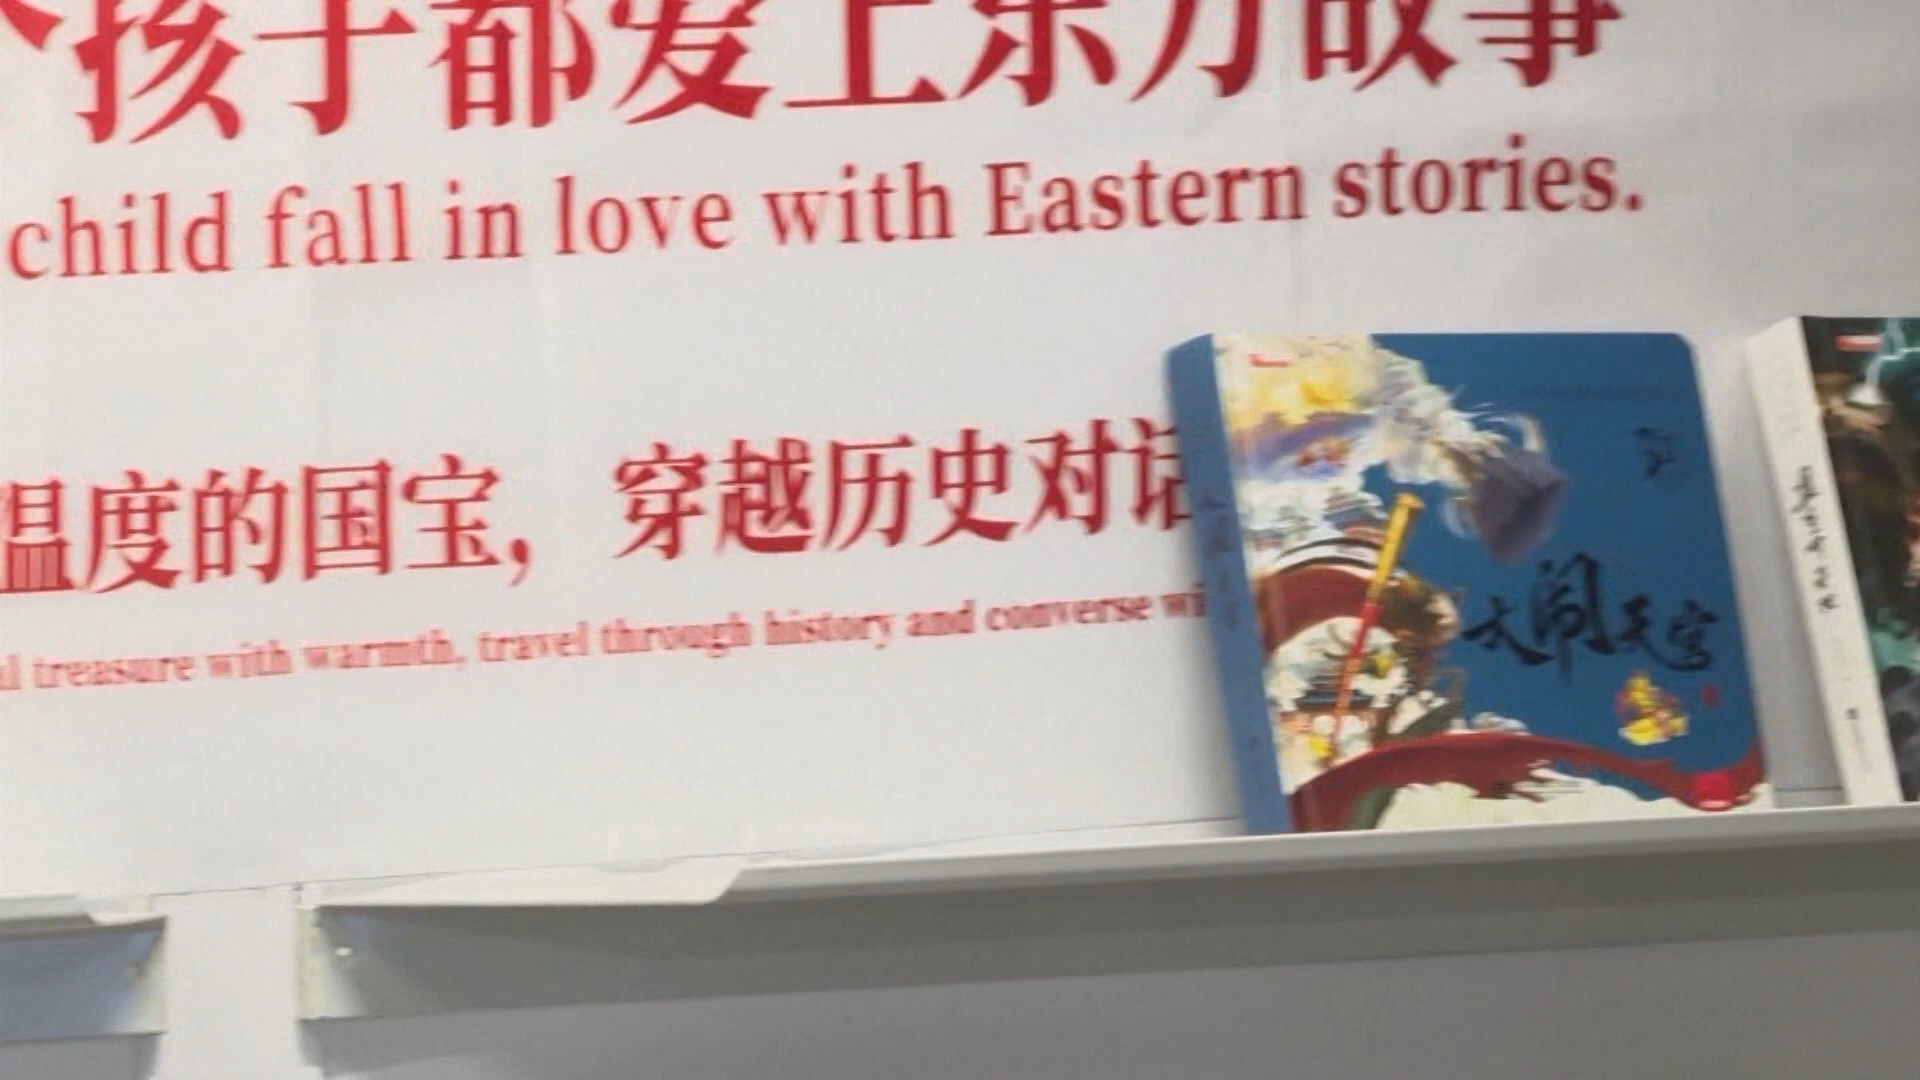 个孩子都爱上东方故事
child fall in love with Eastern stories.
温度的国宝，穿越历史对话
treasure with warmth, travel through history and converse wi
大闹天宫